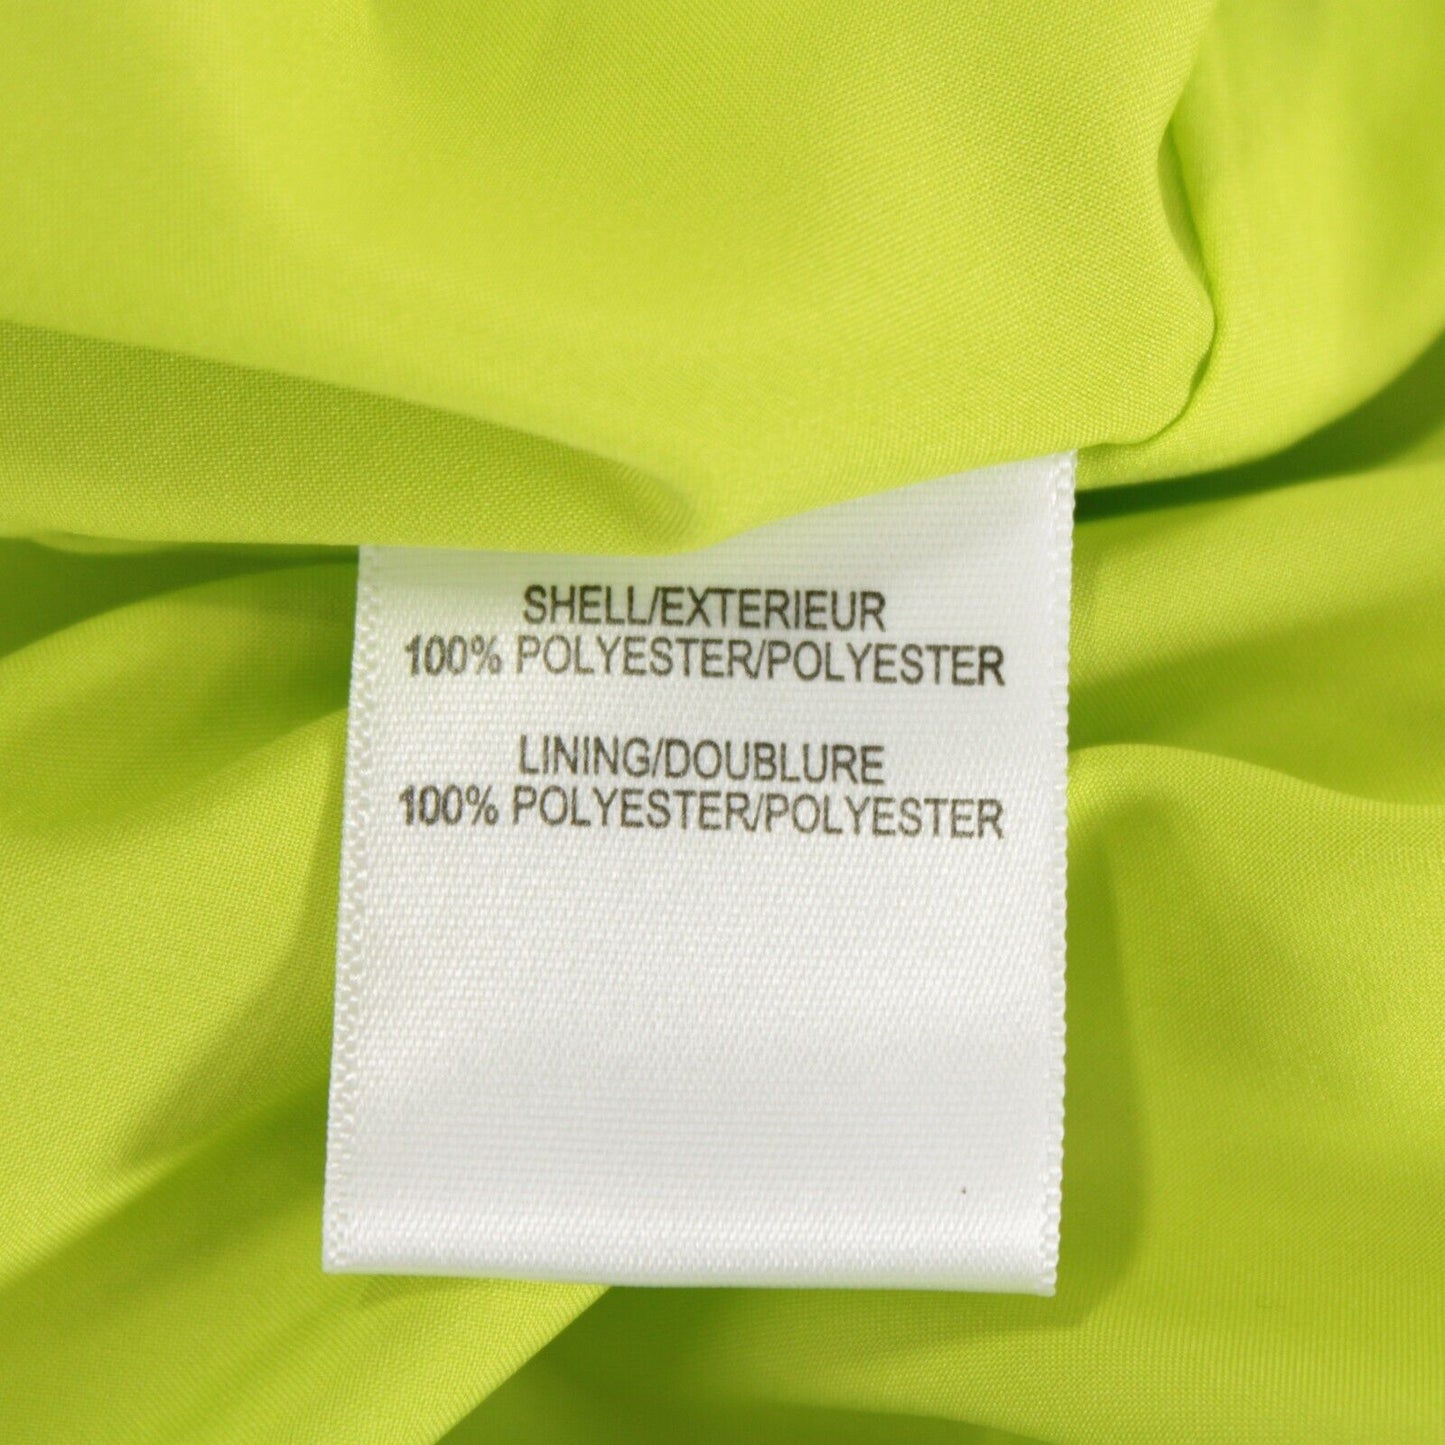 SHELL/EXTERIEUR
100% POLYESTER/POLYESTER
LINING/DOUBLURE
100% POLYESTER/POLYESTER